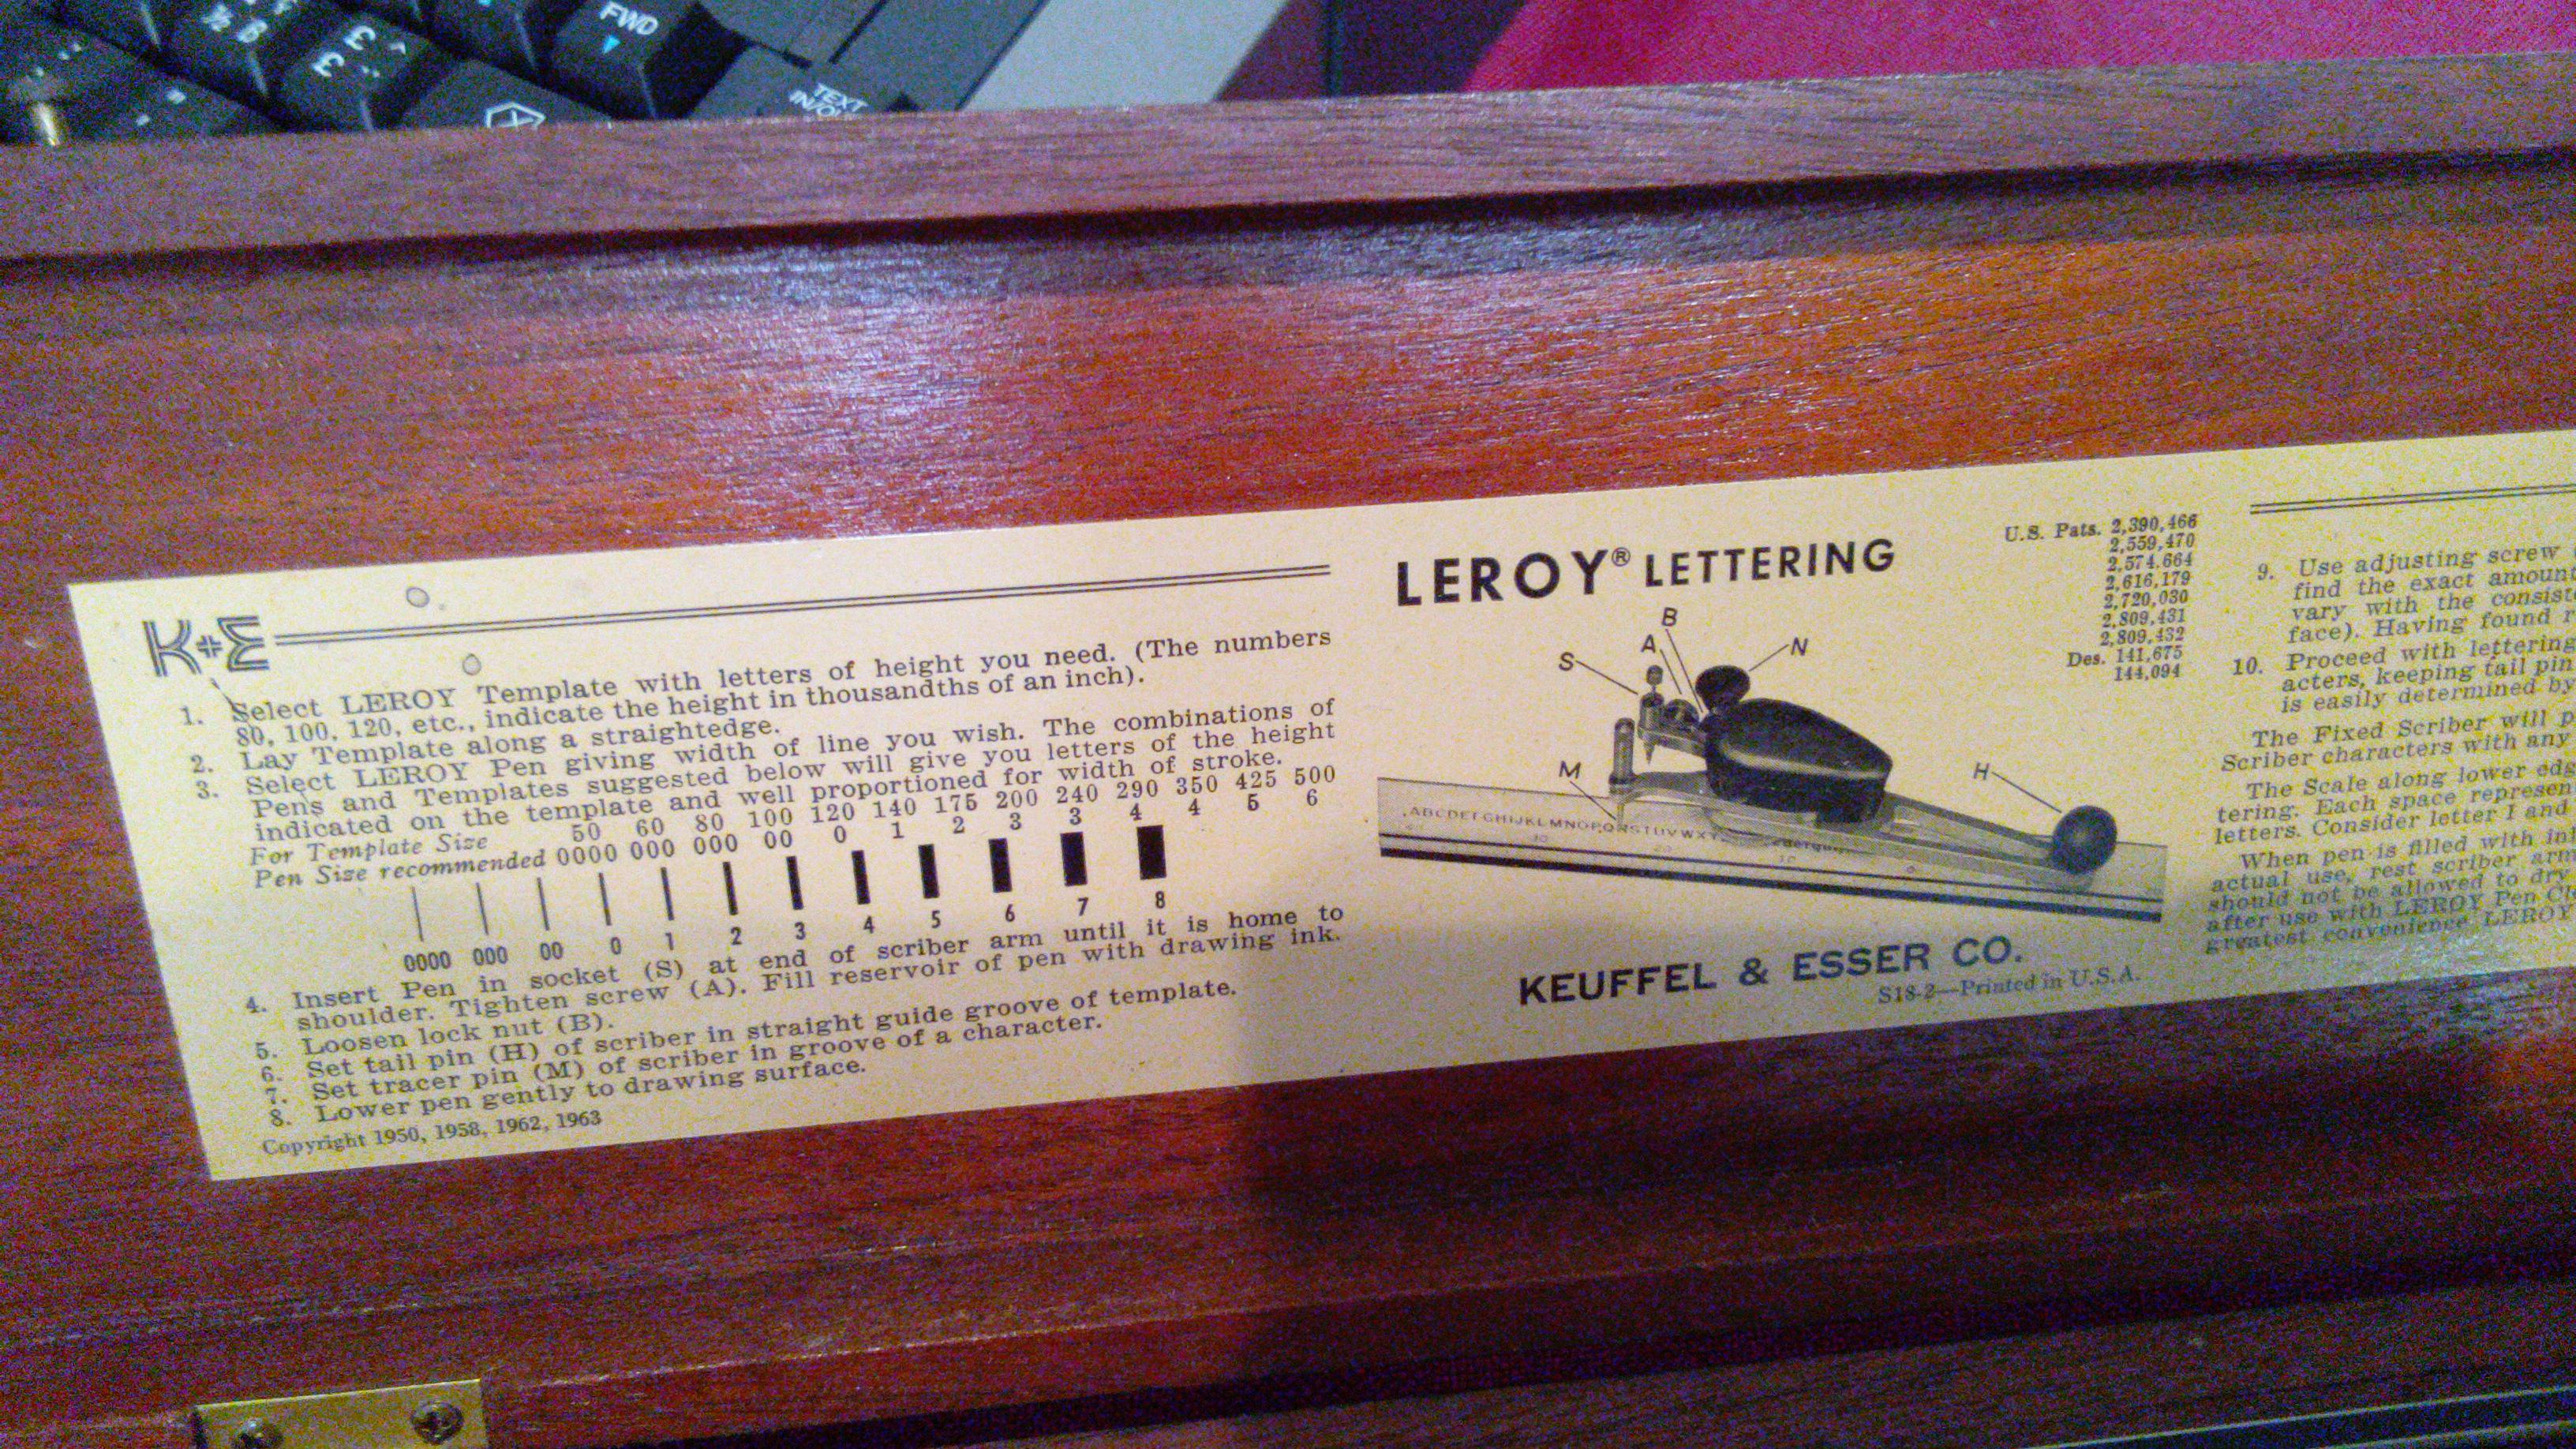 FWD
TEXT
K+E
1. Select LEROY Template with letters of height you need. (The numbers
80, 100, 120, etc., indicate the height in thousandths of an inch).
2. Lay Template along a straightedge.
3. Select LEROY Pen giving width of line you wish. The combinations of
Pens and Templates suggested below will give you letters of the height
indicated on the template and well proportioned for width of stroke.
For Template Size 50 60 80 100 120 140 175 200 240 290 350 425 500
Pen Size recommended 0000 000 000 00 0 1 2 3 3 4 4 5 6
0000 000 00 0 1 2 3 4 5 6 7 8
4. Insert Pen in socket (S) at end of scriber arm until it is home to
shoulder. Tighten screw (A). Fill reservoir of pen with drawing ink.
5. Loosen lock nut (B).
6. Set tail pin (H) of scriber in straight guide groove of template.
7. Set tracer pin (M) of scriber in groove of a character.
8. Lower pen gently to drawing surface.
Copyright 1950, 1958, 1962, 1963
LEROY® LETTERING
B
A
S
N
M
H
KEUFFEL & ESSER CO.
S18-2—Printed in U.S.A.
U.S. Pats. 2,390,466
2,559,470
2,574,664
2,616,179
2,720,030
2,809,431
2,809,432
Des. 141,675
144,094
9. Use adjusting screw
find the exact amount
vary with the
face). Having found
10. Proceed with lettering
acters, keeping tail pin
is easily determined by
The Fixed Scriber will
Scriber characters with any
The Scale along lower
tering. Each space
letters. Consider letter I and
When pen is filled with
actual use, rest scriber arm
should not be allowed to dry
after use with LEROY Pen
greatest convenience LEROY